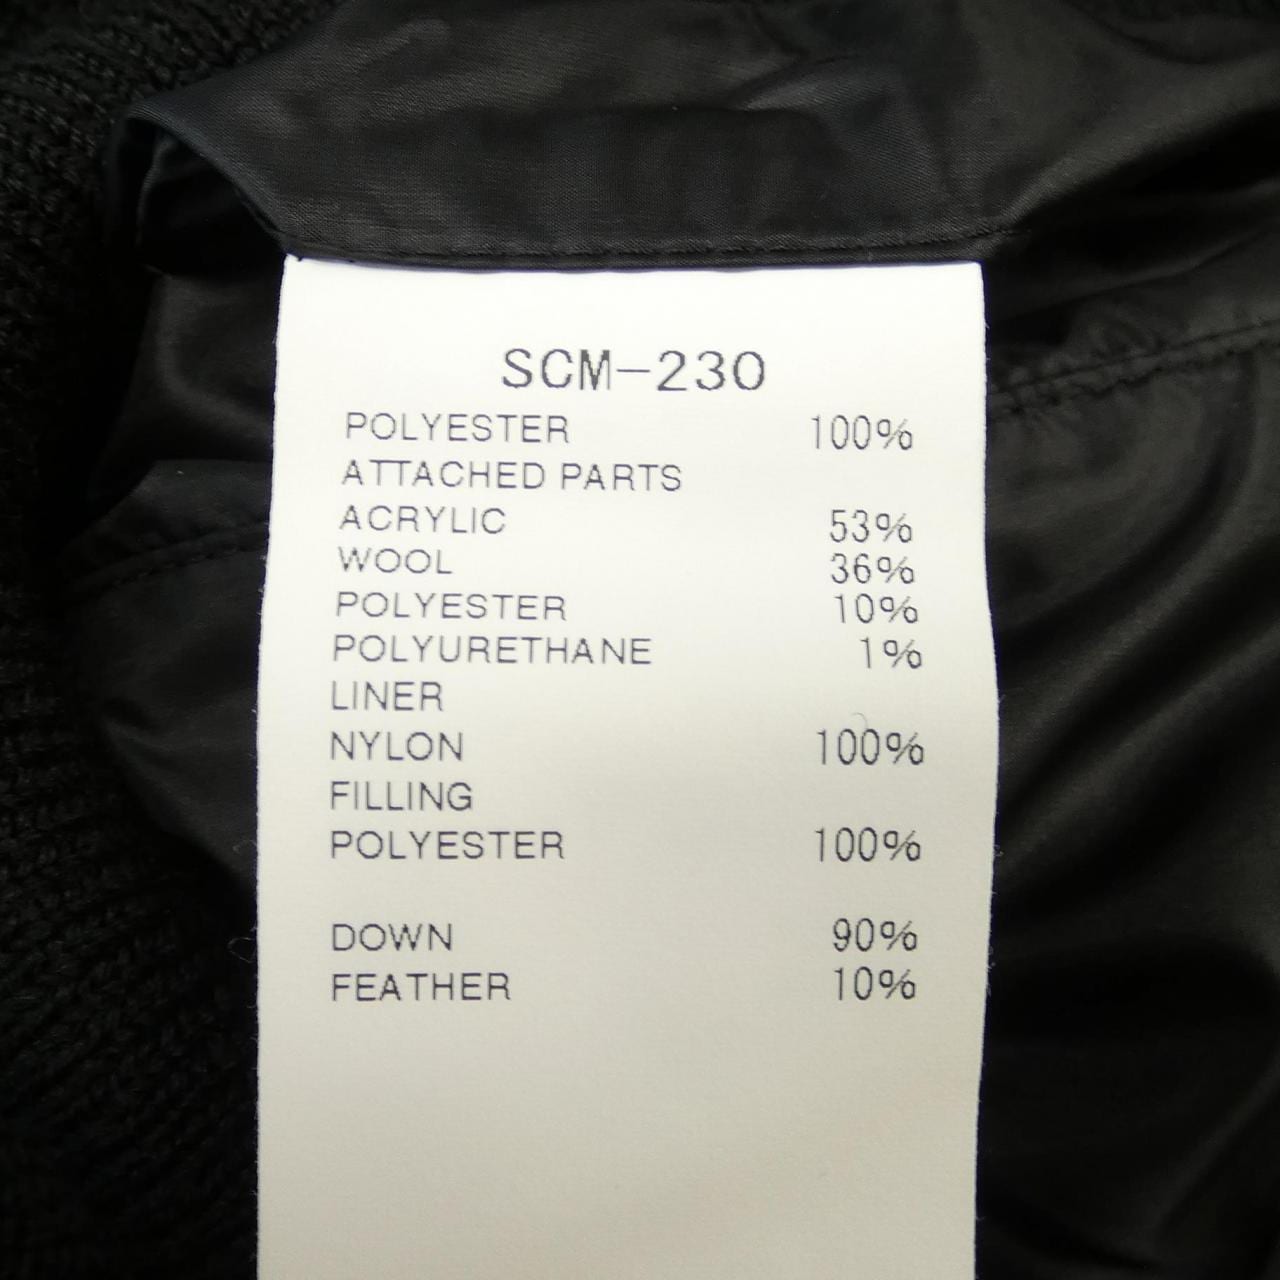 SCM-230
POLYESTER 100%
ATTACHED PARTS
ACRYLIC 53%
WOOL 36%
POLYESTER 10%
POLYURETHANE 1%
LINER
NYLON 100%
FILLING
POLYESTER 100%
DOWN 90%
FEATHER 10%